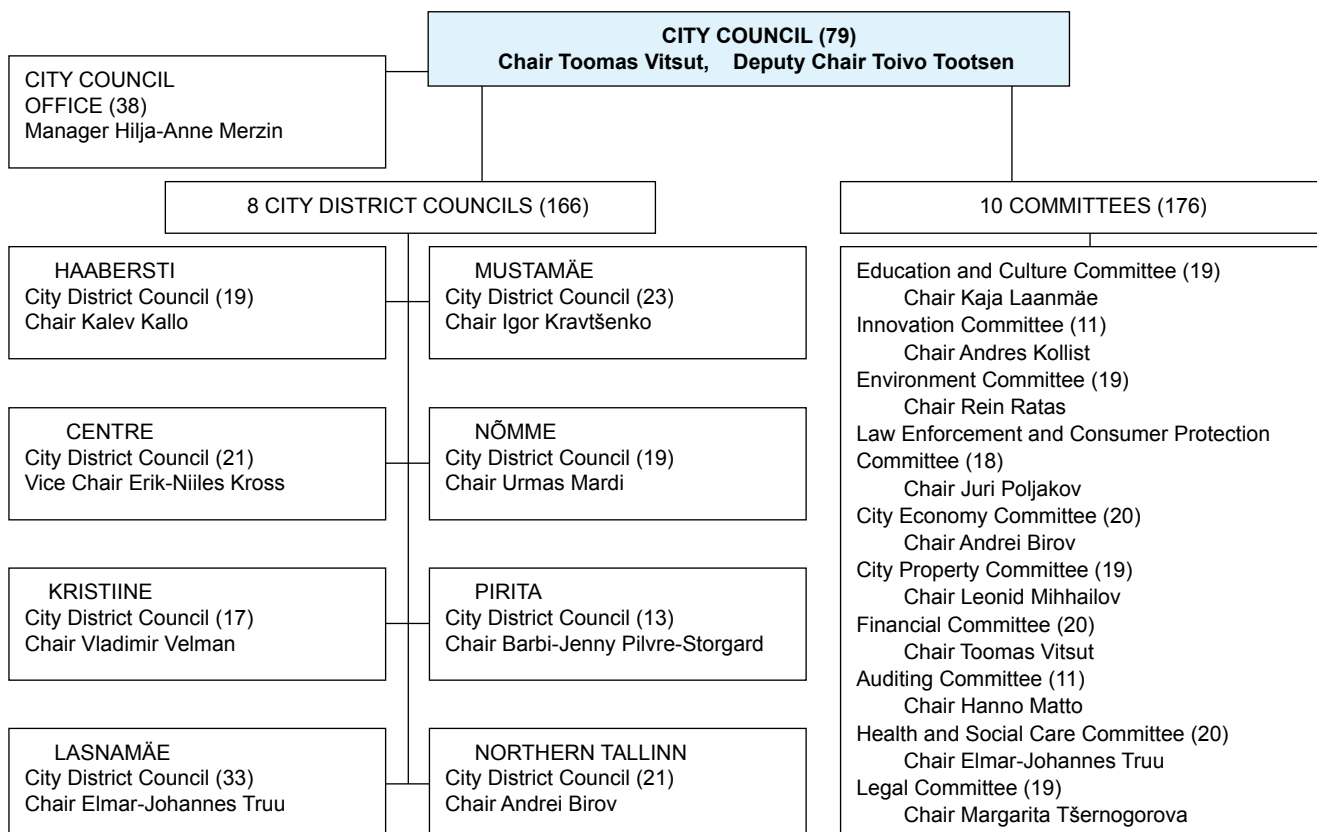 CITY COUNCIL (79)
Chair Toomas Vitsut, Deputy Chair Toivo Tootsen
CITY COUNCIL
OFFICE (38)
Manager Hilja-Anne Merzin
8 CITY DISTRICT COUNCILS (166)
HAABERSTI
City District Council (19)
Chair Kalev Kallo
MUSTAMÄE
City District Council (23)
Chair Igor Kravtšenko
CENTRE
City District Council (21)
Vice Chair Erik-Niiles Kross
NÕMME
City District Council (19)
Chair Urmas Mardi
KRISTIINE
City District Council (17)
Chair Vladimir Velman
PIRITA
City District Council (13)
Chair Barbi-Jenny Pilvre-Storgard
LASNAMÄE
City District Council (33)
Chair Elmar-Johannes Truu
NORTHERN TALLINN
City District Council (21)
Chair Andrei Birov
10 COMMITTEES (176)
Education and Culture Committee (19)
Chair Kaja Laanmäe
Innovation Committee (11)
Chair Andres Kollist
Environment Committee (19)
Chair Rein Ratas
Law Enforcement and Consumer Protection
Committee (18)
Chair Juri Poljakov
City Economy Committee (20)
Chair Andrei Birov
City Property Committee (19)
Chair Leonid Mihhailov
Financial Committee (20)
Chair Toomas Vitsut
Auditing Committee (11)
Chair Hanno Matto
Health and Social Care Committee (20)
Chair Elmar-Johannes Truu
Legal Committee (19)
Chair Margarita Tšernogorova